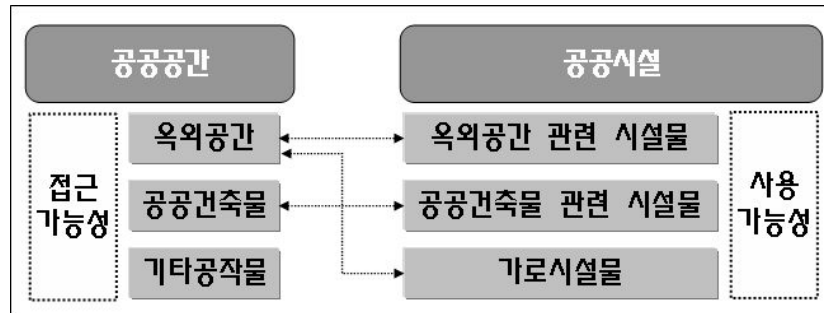 공공공간
공공시설
접근
가능성
옥외공간
공공건축물
기타공작물
옥외공간 관련 시설물
공공건축물 관련 시설물
가로시설물
사용
가능성